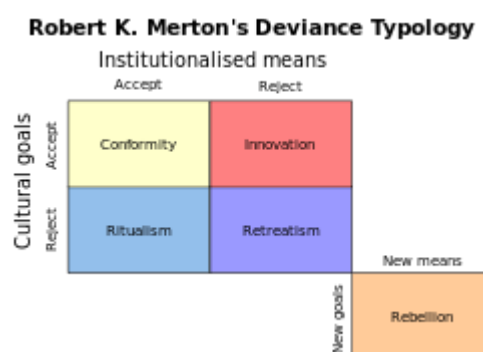 Robert K. Merton's Deviance Typology
Institutionalised means
Accept Reject
Cultural goals
Accept
Conformity Innovation
Reject
Ritualism Retreatism
New means
New goals
Rebellion